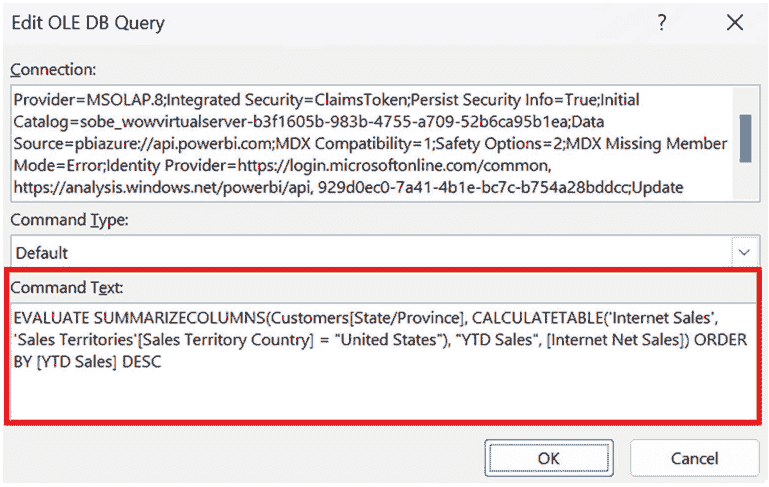 Edit OLE DB Query
?
Connection:
Provider=MSOLAP.8;Integrated Security=ClaimsToken;Persist Security Info=True;Initial
Catalog=sobe_wowvirtualserver-b3f1605b-983b-4755-a709-52b6ca95b1ea;Data
Source=pbiazure://api.powerbi.com;MDX Compatibility=1;Safety Options=2;MDX Missing Member
Mode=Error;Identity Provider=https://login.microsoftonline.com/common,
https://analysis.windows.net/powerbi/api, 929d0ec0-7a41-4b1e-bc7c-b754a28bddcc;Update
Command Type:
Default
Command Text:
EVALUATE SUMMARIZECOLUMNS(Customers[State/Province], CALCULATETABLE('Internet Sales',
'Sales Territories'[Sales Territory Country] = "United States"), "YTD Sales", [Internet Net Sales]) ORDER
BY [YTD Sales] DESC
OK
Cancel